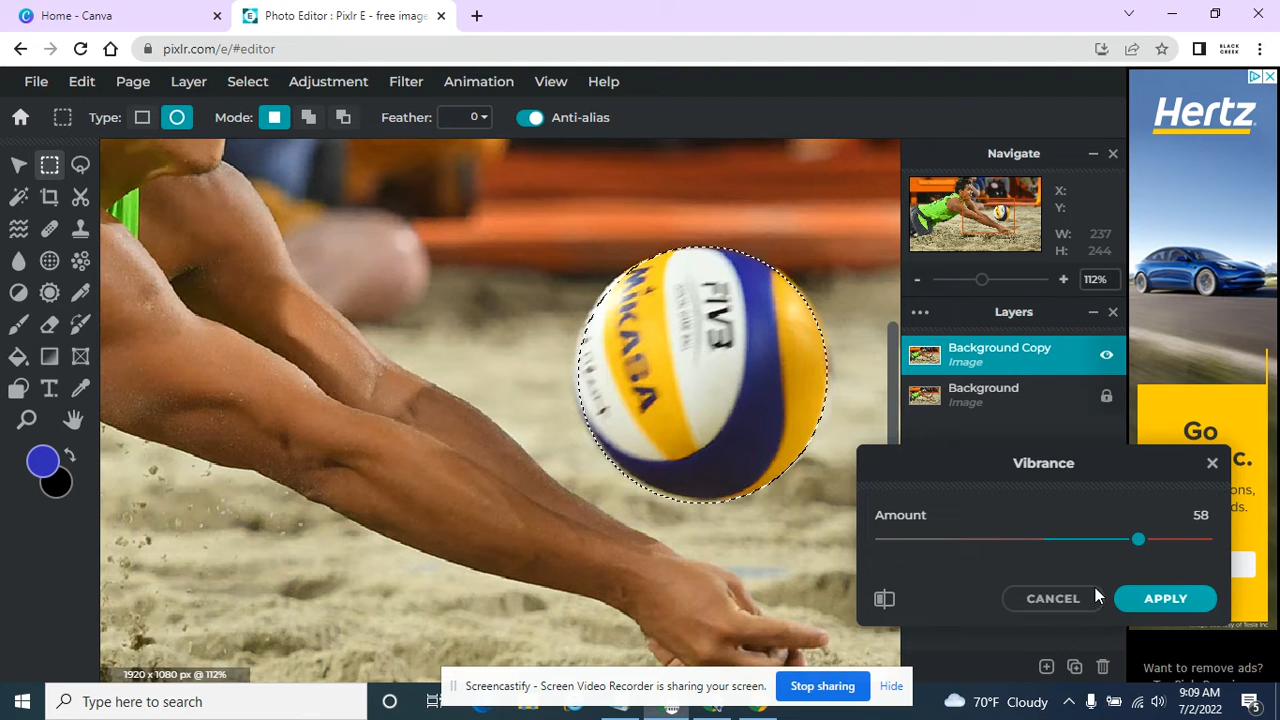 Home - Canva
Photo Editor : Pixlr E - free image
pixlr.com/e/#editor
BLACK CREEK
File Edit Page Layer Select Adjustment Filter Animation View Help
Type: Mode: Feather: 0 Anti-alias
Navigate
X:
Y:
W: 237
H: 244
112%
Layers
Background Copy
Image
Background
Image
MIKASA
FIVB
Hertz
Go
Vibrance
Amount 58
CANCEL APPLY
1920 x 1080 px @ 112%
Screencastify - Screen Video Recorder is sharing your screen. Stop sharing Hide
Want to remove ads?
Type here to search
70°F Cloudy
9:09 AM
7/2/2022
5